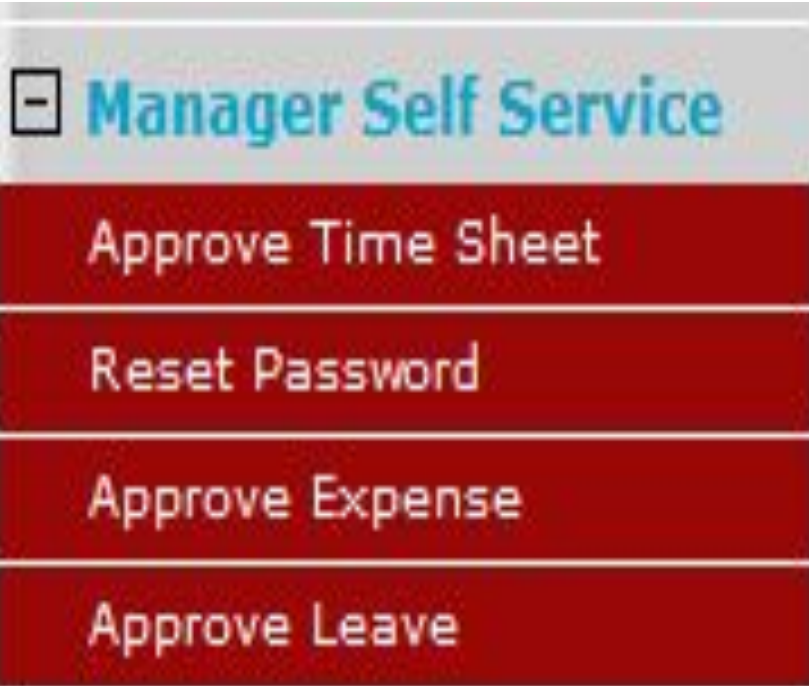 Manager Self Service
Approve Time Sheet
Reset Password
Approve Expense
Approve Leave